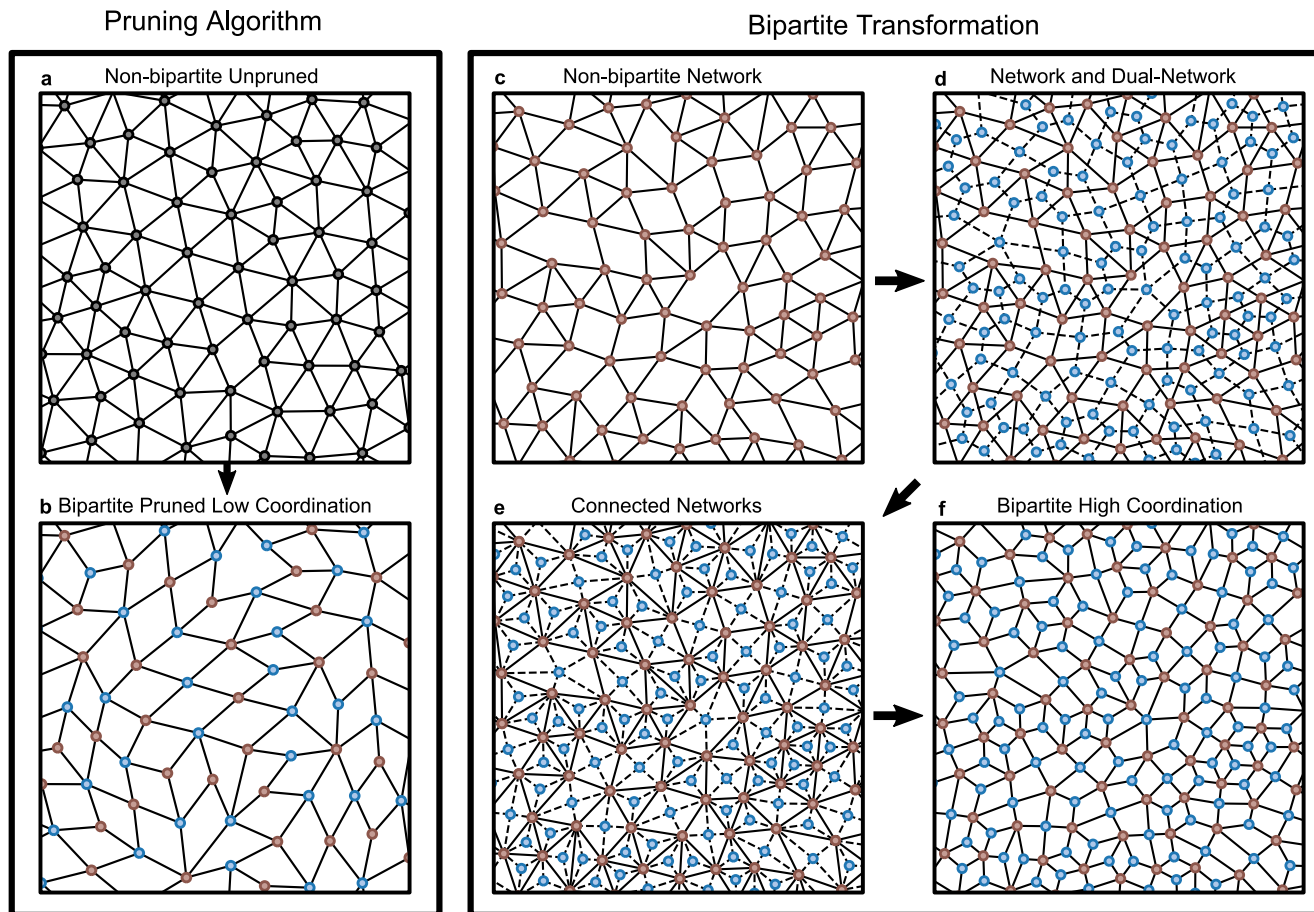 Pruning Algorithm
Bipartite Transformation
a Non-bipartite Unpruned
c Non-bipartite Network
d Network and Dual-Network
b Bipartite Pruned Low Coordination
e Connected Networks
f Bipartite High Coordination